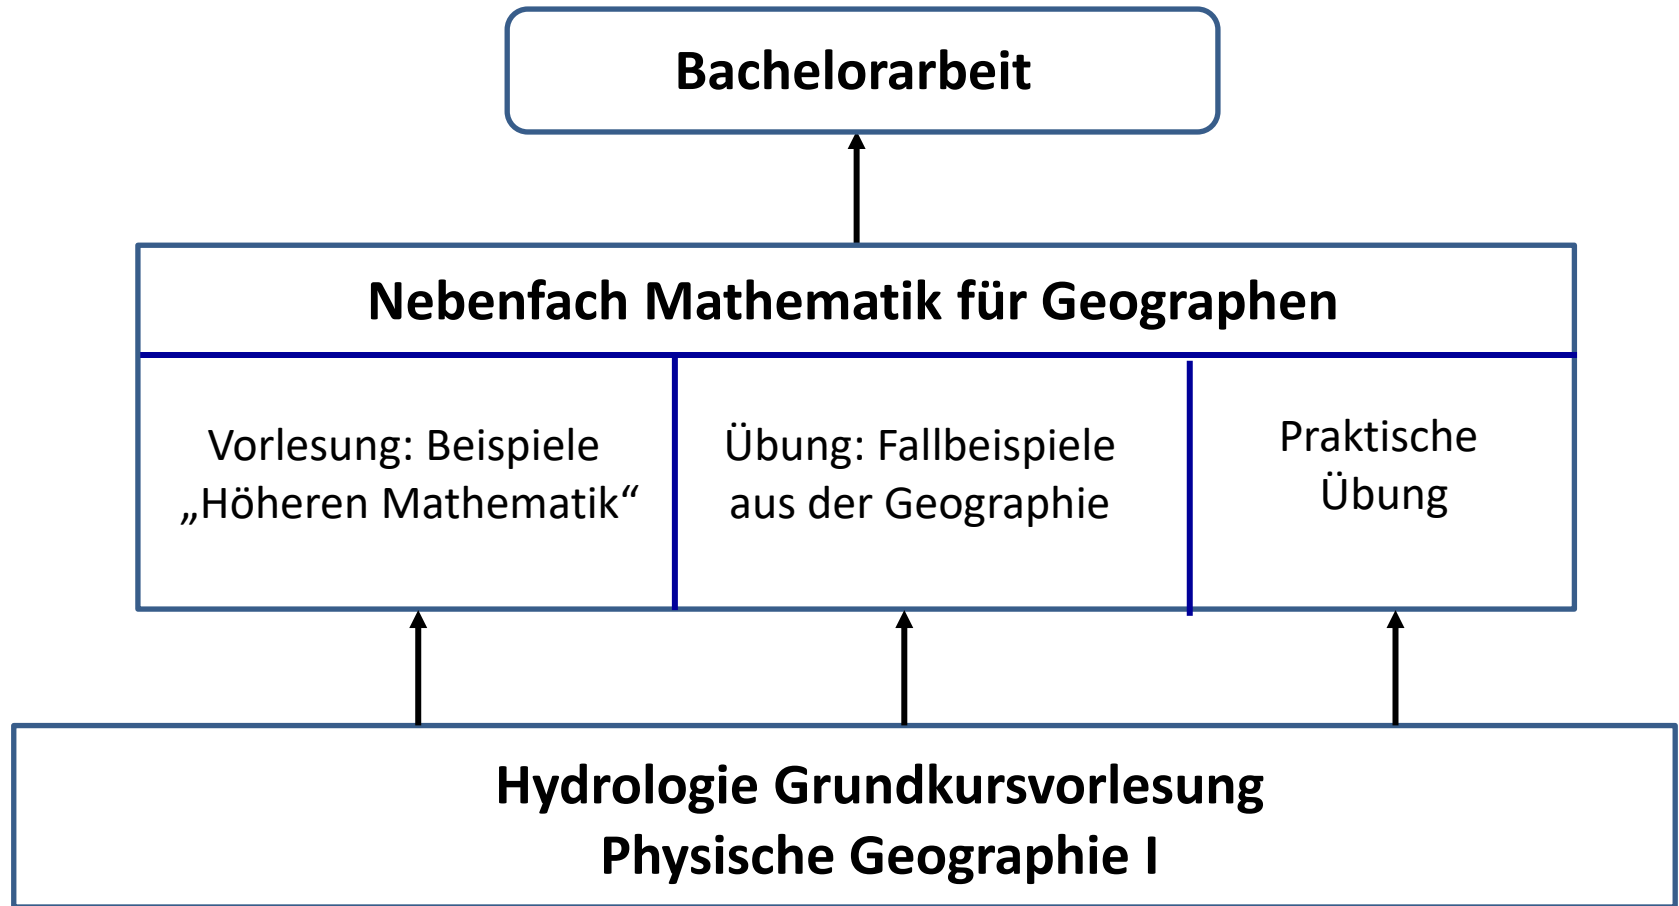 Bachelorarbeit
Nebenfach Mathematik für Geographen
Vorlesung: Beispiele
„Höheren Mathematik“
Übung: Fallbeispiele
aus der Geographie
Praktische
Übung
Hydrologie Grundkursvorlesung
Physische Geographie I